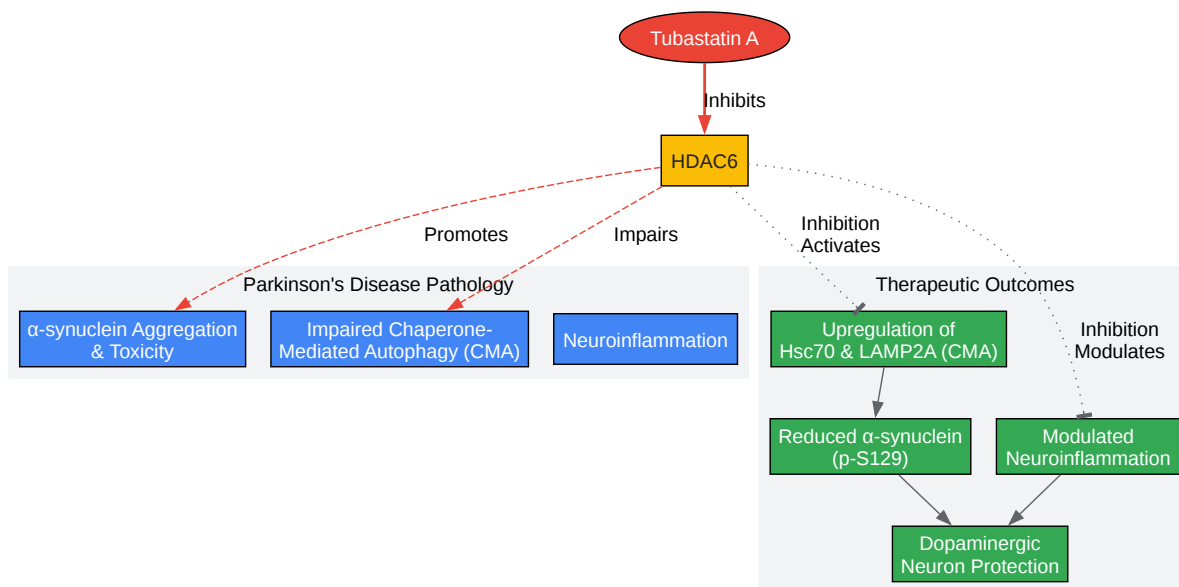 Tubastatin A
Inhibits
HDAC6
Promotes
Impairs
Inhibition
Activates
Parkinson's Disease Pathology
Therapeutic Outcomes
α-synuclein Aggregation
& Toxicity
Impaired Chaperone-
Mediated Autophagy (CMA)
Neuroinflammation
Upregulation of
Hsc70 & LAMP2A (CMA)
Inhibition
Modulates
Reduced α-synuclein
(p-S129)
Modulated
Neuroinflammation
Dopaminergic
Neuron Protection